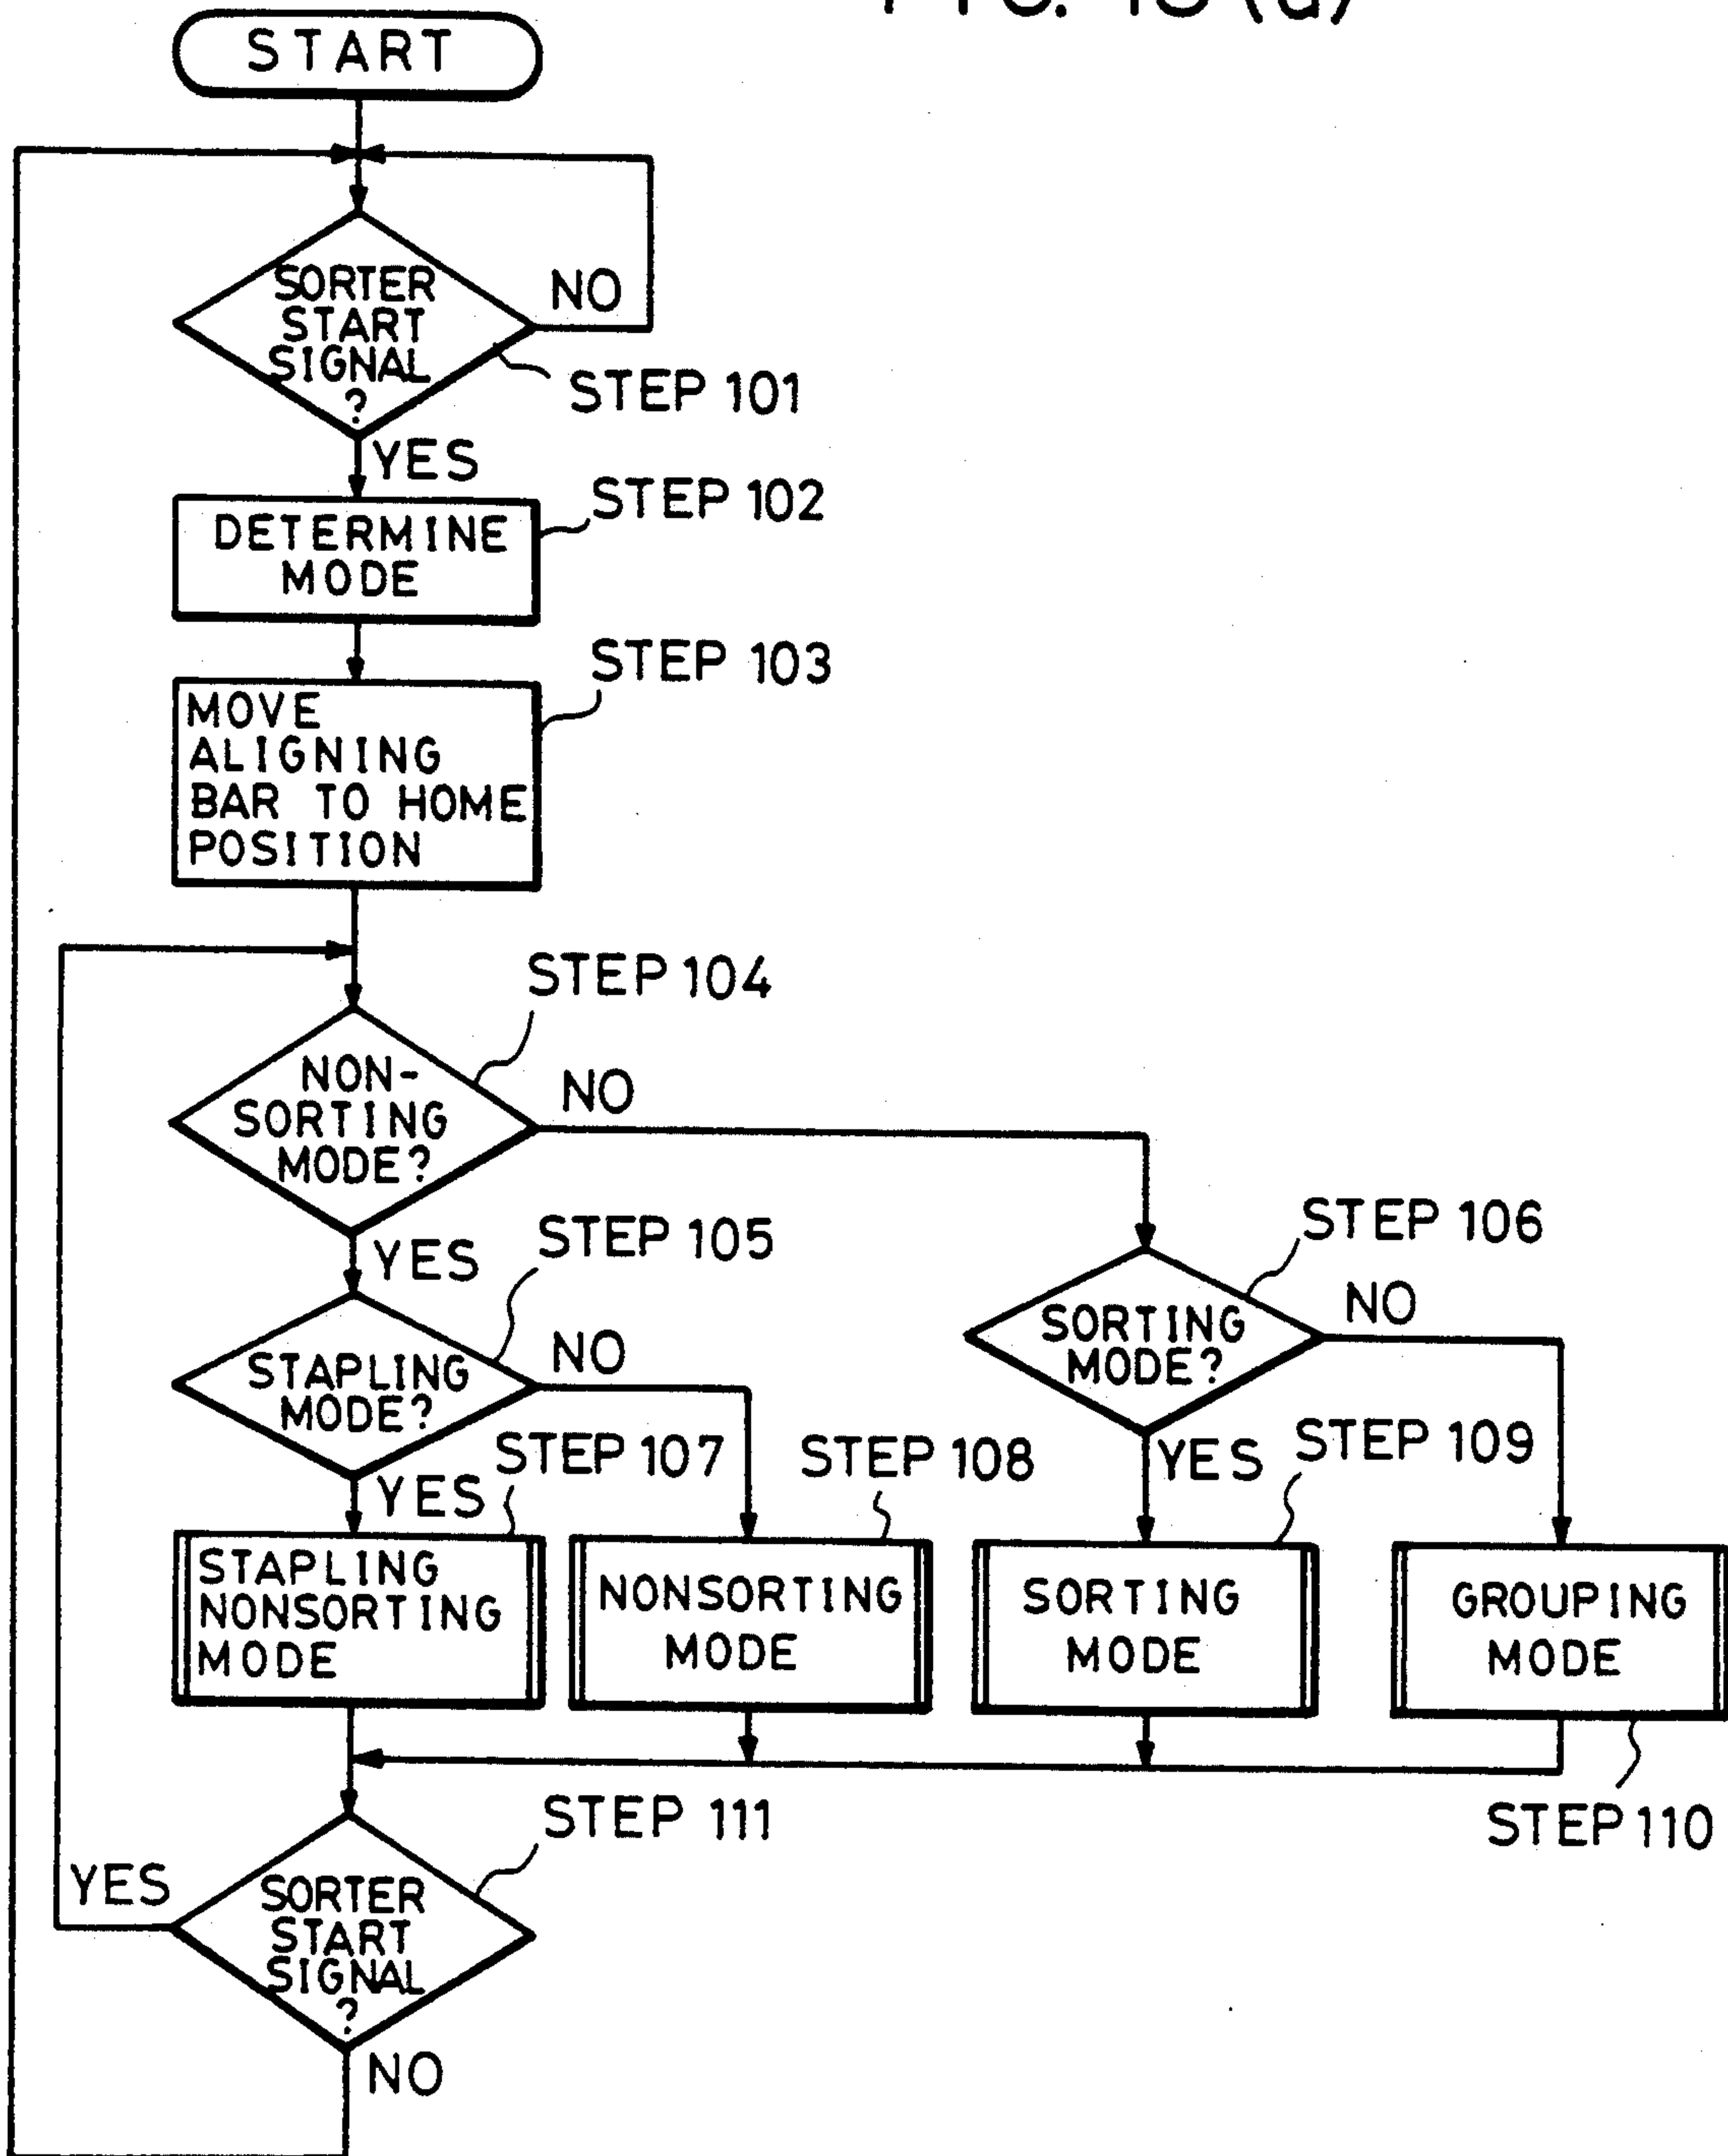 START
SORTER
START
SIGNAL
?
NO
STEP 101
YES
STEP 102
DETERMINE
MODE
STEP 103
MOVE
ALIGNING
BAR TO HOME
POSITION
STEP 104
NON-
SORTING
MODE?
NO
YES
STEP 105
STEP 106
STAPLING
MODE?
NO
SORTING
MODE?
NO
YES
STEP 107
STEP 108
YES
STEP 109
STAPLING
NONSORTING
MODE
NONSORTING
MODE
SORTING
MODE
GROUPING
MODE
STEP 110
STEP 111
YES
SORTER
START
SIGNAL
?
NO